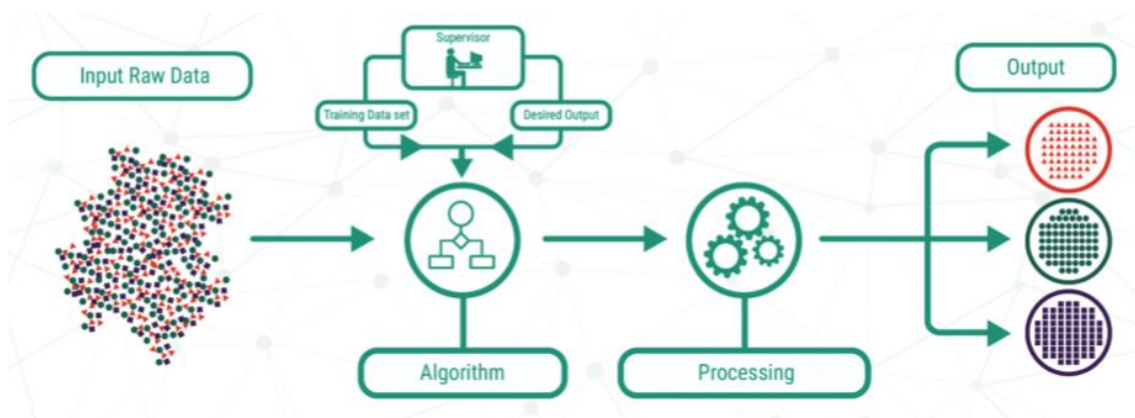 Supervisor
Input Raw Data
Output
Training Data set
Desired Output
Algorithm
Processing